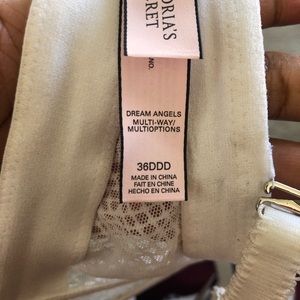 DREAM ANGELS
MULTI-WAY/
MULTIOPTIONS
36DDD
MADE IN CHINA
FAIT EN CHINE
HECHO EN CHINA